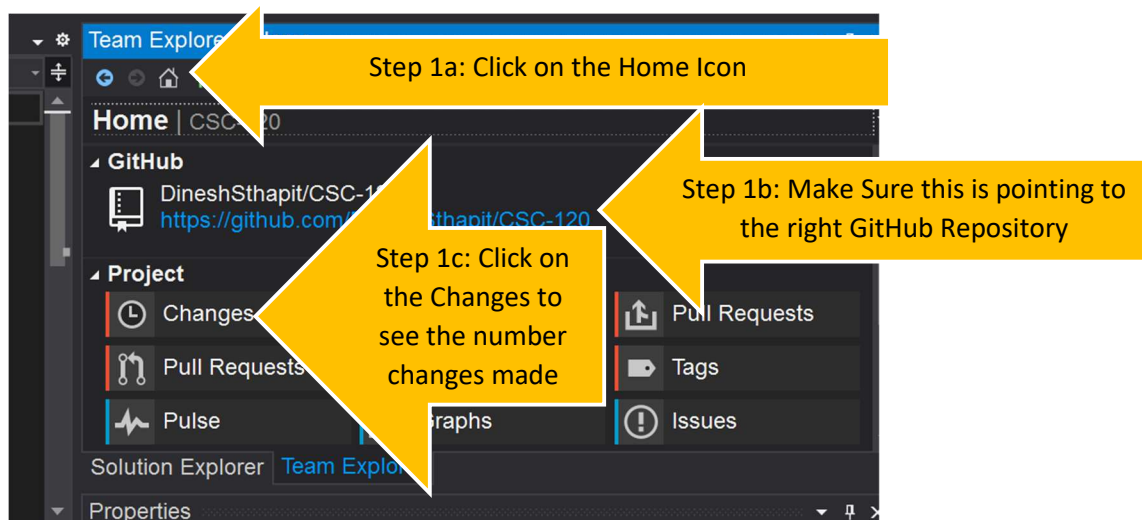 Team Explore
Step 1a: Click on the Home Icon
Home | CSC- 20
GitHub
DineshSthapit/CSC-1
https://github.com/ Sthapit/CSC-120
Step 1b: Make Sure this is pointing to
the right GitHub Repository
Step 1c: Click on
the Changes to
see the number
changes made
Project
Changes
Pull Requests
Pull Requests
Tags
Pulse
Graphs
Issues
Solution Explorer Team Explo
Properties